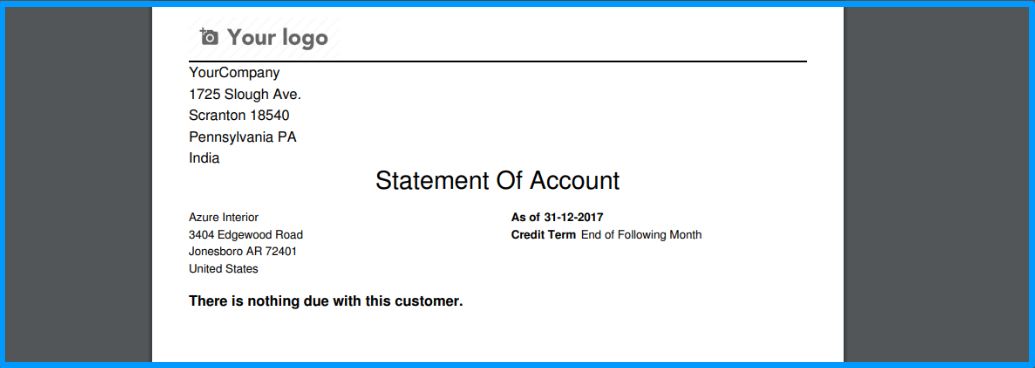 Your logo
YourCompany
1725 Slough Ave.
Scranton 18540
Pennsylvania PA
India
Statement Of Account
Azure Interior
3404 Edgewood Road
Jonesboro AR 72401
United States
As of 31-12-2017
Credit Term End of Following Month
There is nothing due with this customer.